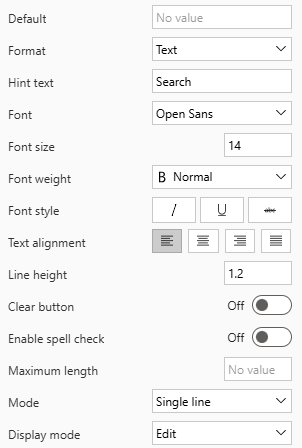 Default No value
Format Text
Hint text Search
Font Open Sans
Font size 14
Font weight B Normal
Font style / U abc
Text alignment
Line height 1.2
Clear button Off
Enable spell check Off
Maximum length No value
Mode Single line
Display mode Edit